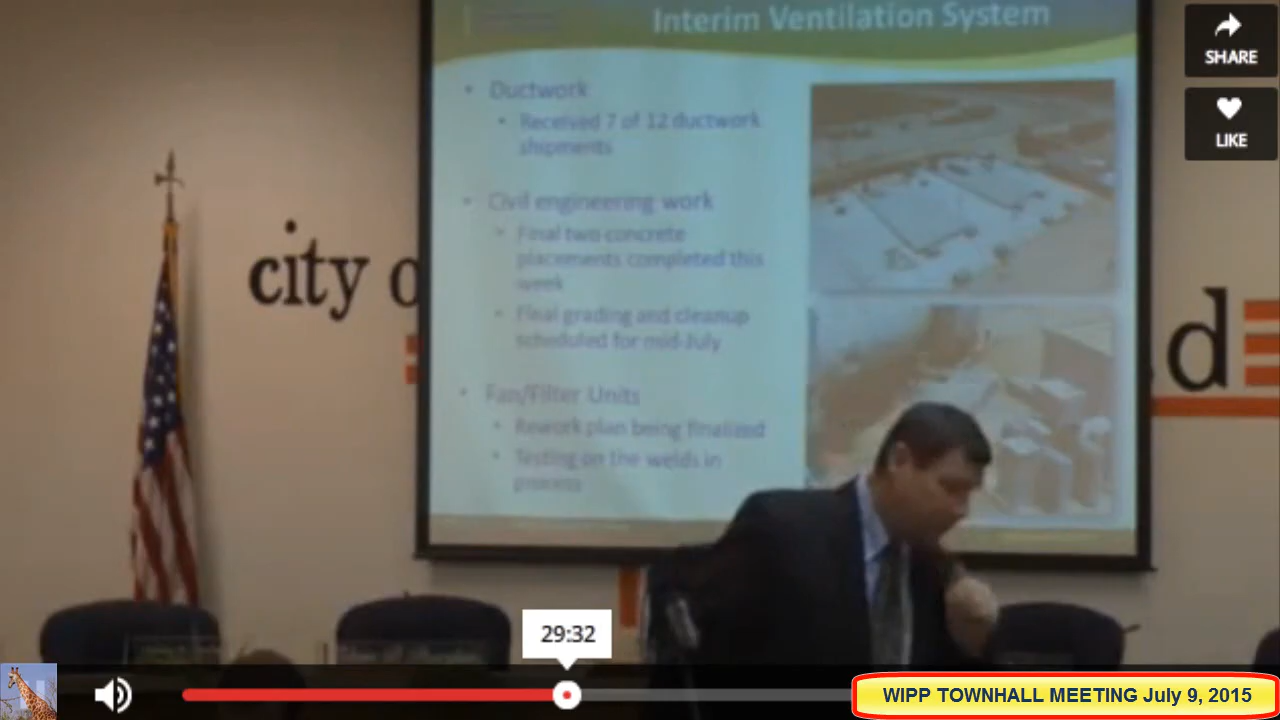 Interim Ventilation System
SHARE
LIKE
• Ductwork
• Received 7 of 12 ductwork
shipments
• Civil engineering work
• Final two concrete
placements completed this
week
• Final grading and cleanup
scheduled for mid-July
• Fan/Filter Units
• Rework plan being finalized
• Testing on the welds in
process
city o
d
29:32
WIPP TOWNHALL MEETING July 9, 2015